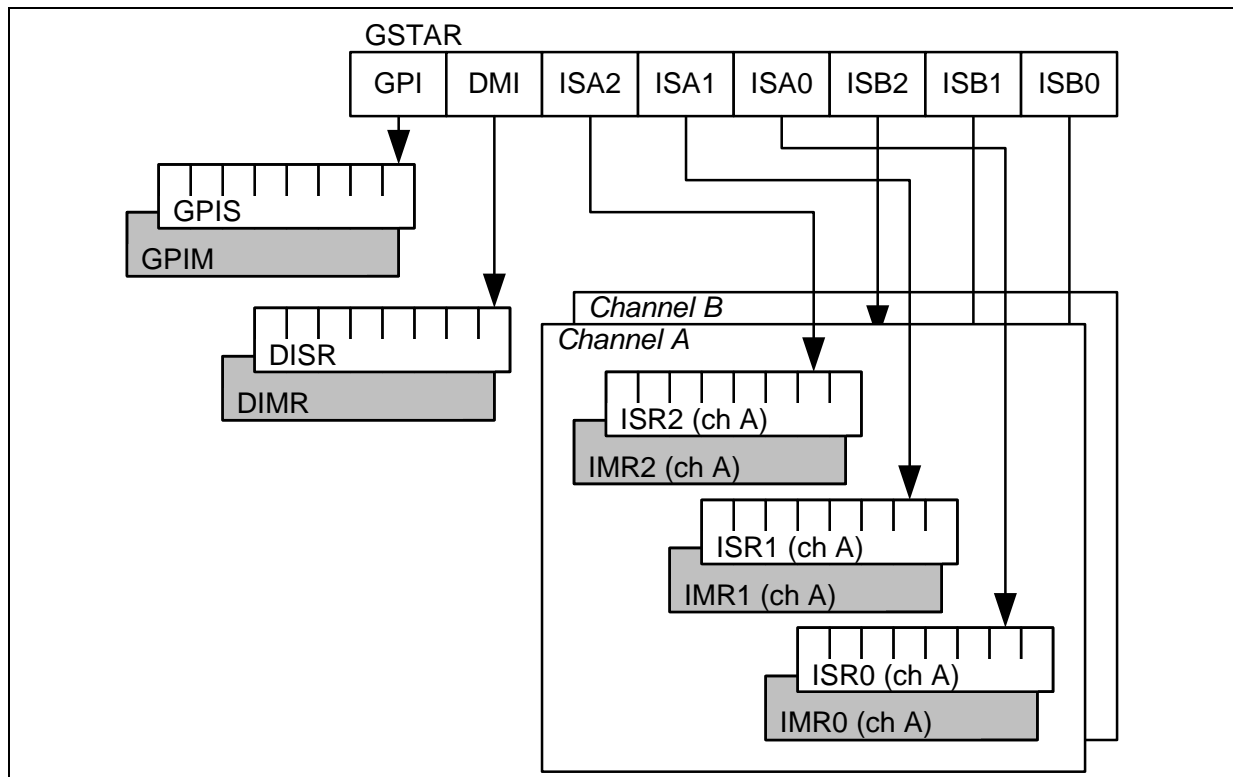 GSTAR
GPI DMI ISA2 ISA1 ISA0 ISB2 ISB1 ISB0
GPIS
GPIM
DISR
DIMR
Channel B
Channel A
ISR2 (ch A)
IMR2 (ch A)
ISR1 (ch A)
IMR1 (ch A)
ISR0 (ch A)
IMR0 (ch A)